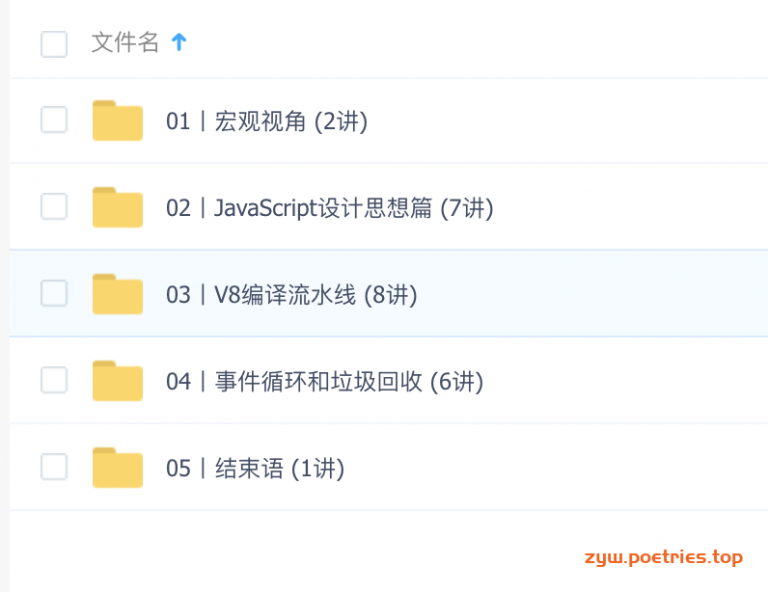 文件名
01丨宏观视角 (2讲)
02丨JavaScript设计思想篇 (7讲)
03丨V8编译流水线 (8讲)
04丨事件循环和垃圾回收 (6讲)
05丨结束语 (1讲)
zyw.poetries.top